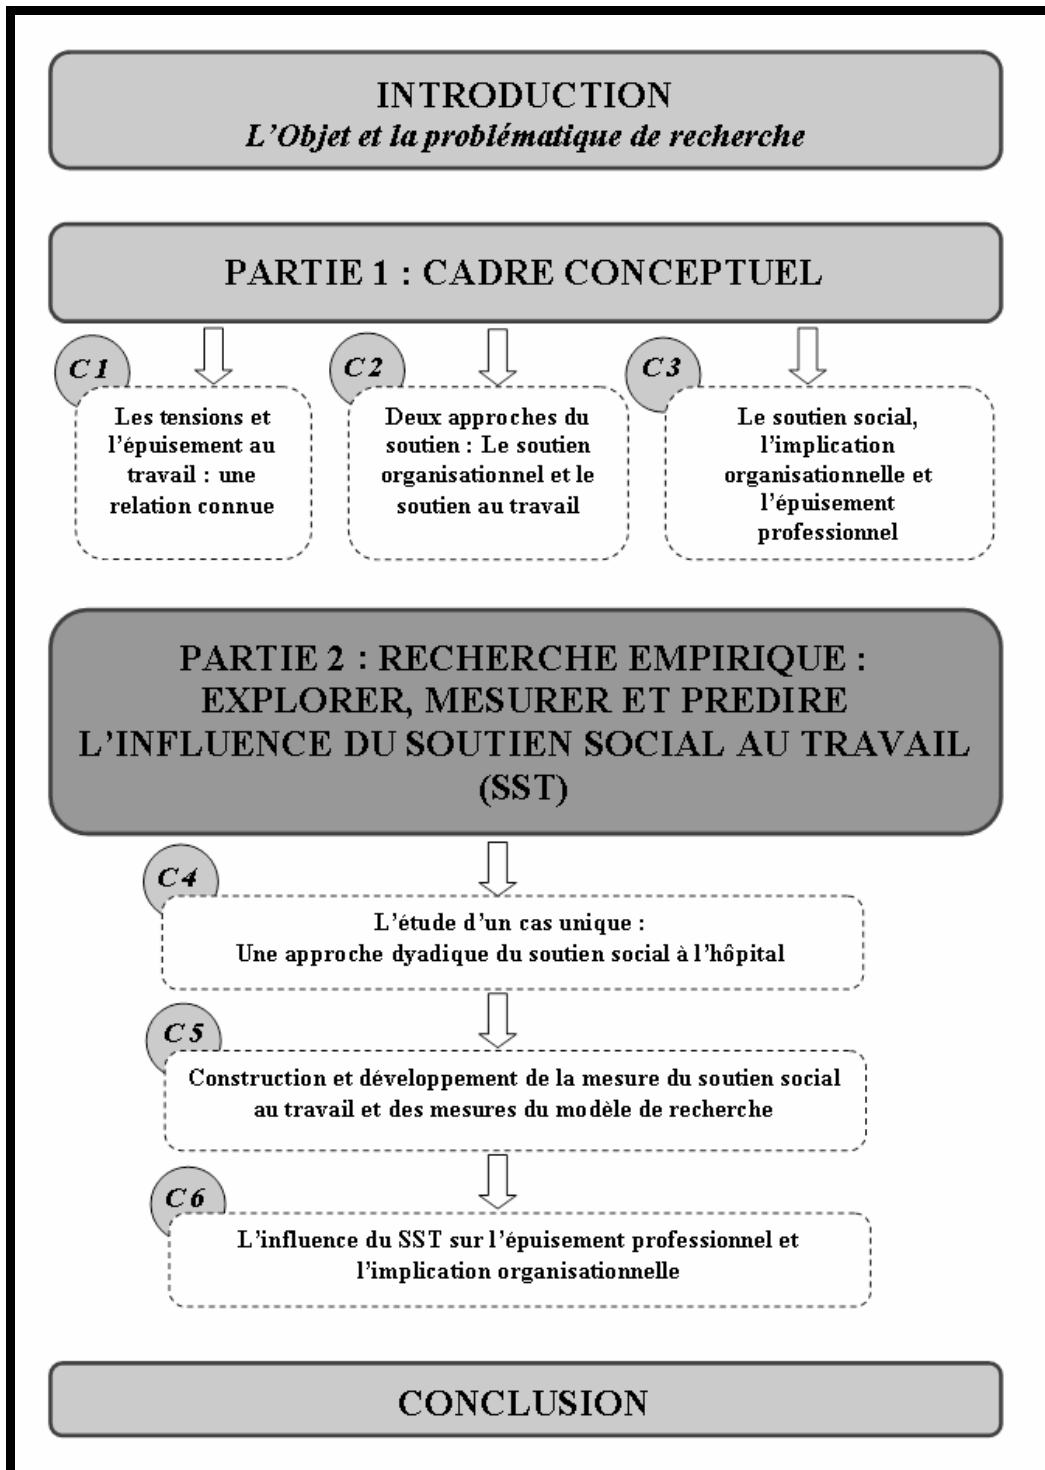 INTRODUCTION
L'Objet et la problématique de recherche
PARTIE 1 : CADRE CONCEPTUEL
C1
Les tensions et
l'épuisement au
travail : une
relation connue
C2
Deux approches du
soutien : Le soutien
organisationnel et le
soutien au travail
C3
Le soutien social,
l'implication
organisationnelle et
l'épuisement
professionnel
PARTIE 2 : RECHERCHE EMPIRIQUE :
EXPLORER, MESURER ET PREDIRE
L'INFLUENCE DU SOUTIEN SOCIAL AU TRAVAIL
(SST)
C4
L'étude d'un cas unique :
Une approche dyadique du soutien social à l'hôpital
C5
Construction et développement de la mesure du soutien social
au travail et des mesures du modèle de recherche
C6
L'influence du SST sur l'épuisement professionnel et
l'implication organisationnelle
CONCLUSION